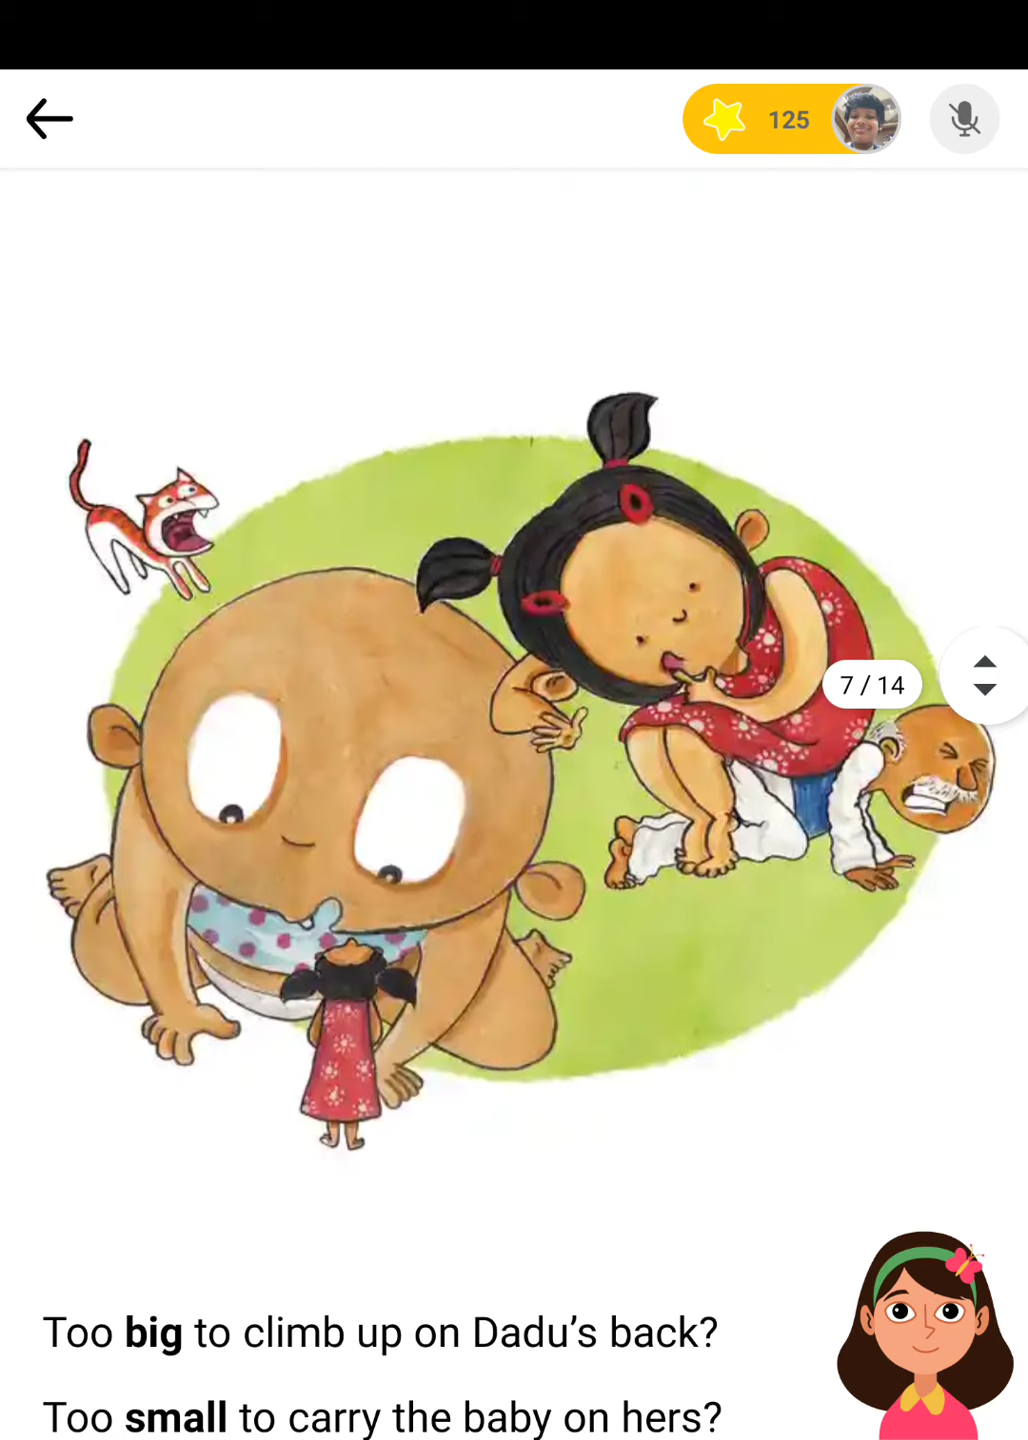 125
7 / 14
Too big to climb up on Dadu’s back?
Too small to carry the baby on hers?